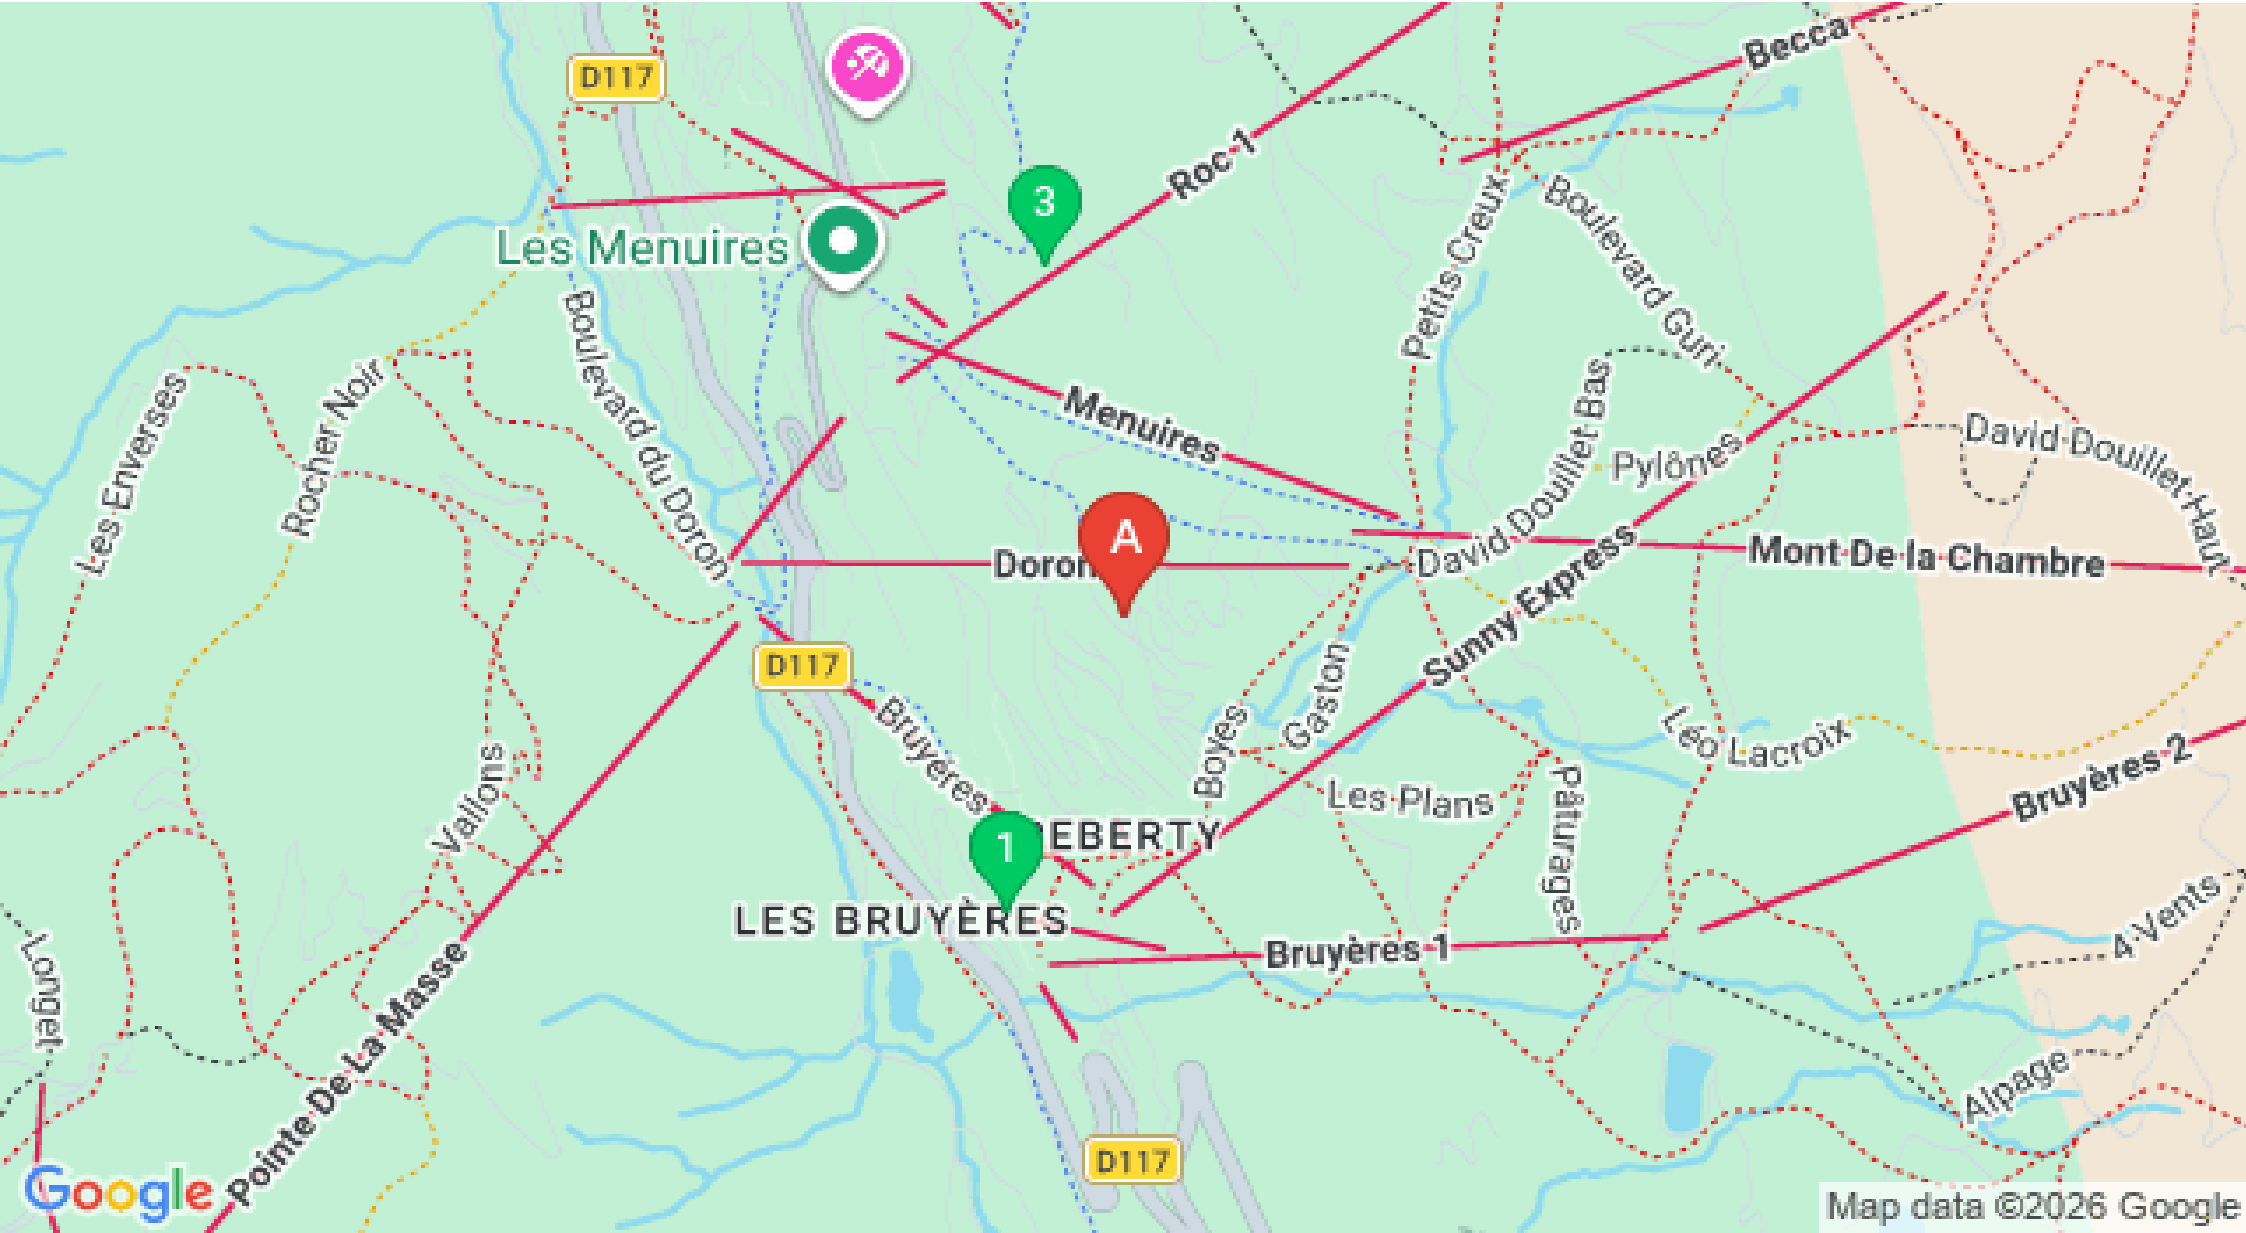 Becca
D117
Roc-1
3
Les Menuires
Petits Creux
Boulevard Guri
Boulevard du Doron
Les Enverses
Rocher Noir
Menuires
David Douillet Bas
Pylônes
David Douillet Haut
A
Doron
Mont De la Chambre
Sunny Express
D117
Bruyères
Gaston
Boyes
Léo Lacroix
Bruyères 2
Vallons
Les Plans
Pâturages
1
EBERTY
LES BRUYÈRES
Bruyères 1
4 Vents
Longet
Pointe De La Masse
Alpage
D117
Google
Map data ©2026 Google